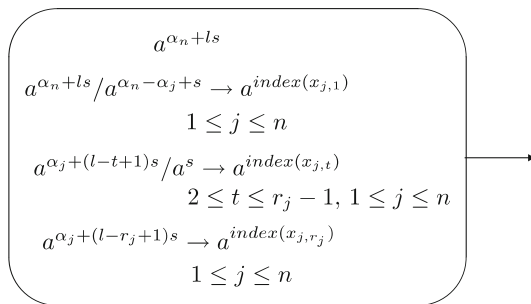 $a^{\alpha_n+ls}$
$a^{\alpha_n+ls}/a^{\alpha_n-\alpha_j+s} \rightarrow a^{index(x_{j,1})}$
$1 \leq j \leq n$
$a^{\alpha_j+(l-t+1)s}/a^s \rightarrow a^{index(x_{j,t})}$
$2 \leq t \leq r_j - 1, 1 \leq j \leq n$
$a^{\alpha_j+(l-r_j+1)s} \rightarrow a^{index(x_{j,r_j})}$
$1 \leq j \leq n$